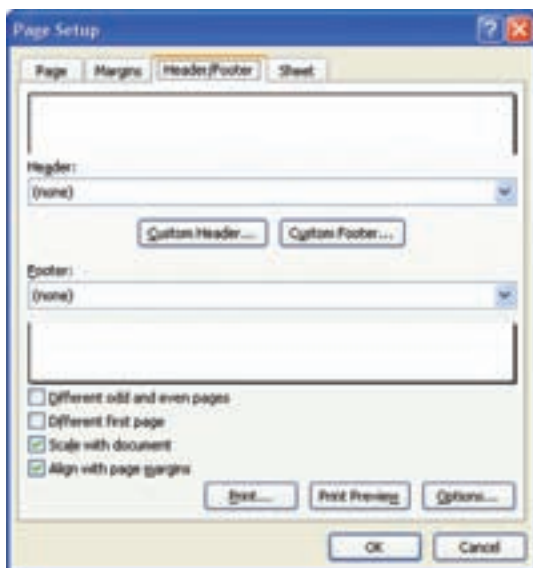 Page Setup
Page Margins Header/Footer Sheet
Header:
(none)
Custom Header... Custom Footer...
Footer:
(none)
Different odd and even pages
Different first page
Scale with document
Align with page margins
Print... Print Preview Options...
OK Cancel